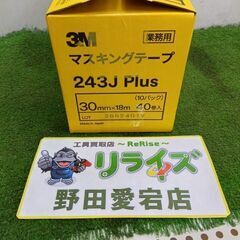 3M
業務用
マスキングテープ
243J Plus
(10パック)
30mm×18m 40巻入
LOT
工具買取店 ～ReRise～
リライズ
野田愛宕店